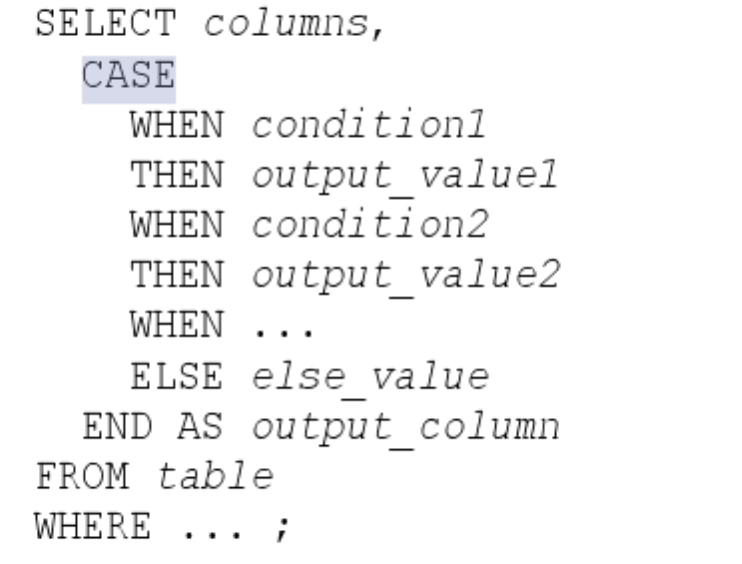 SELECT columns,
CASE
WHEN condition1
THEN output_value1
WHEN condition2
THEN output_value2
WHEN ...
ELSE else_value
END AS output_column
FROM table
WHERE ... ;